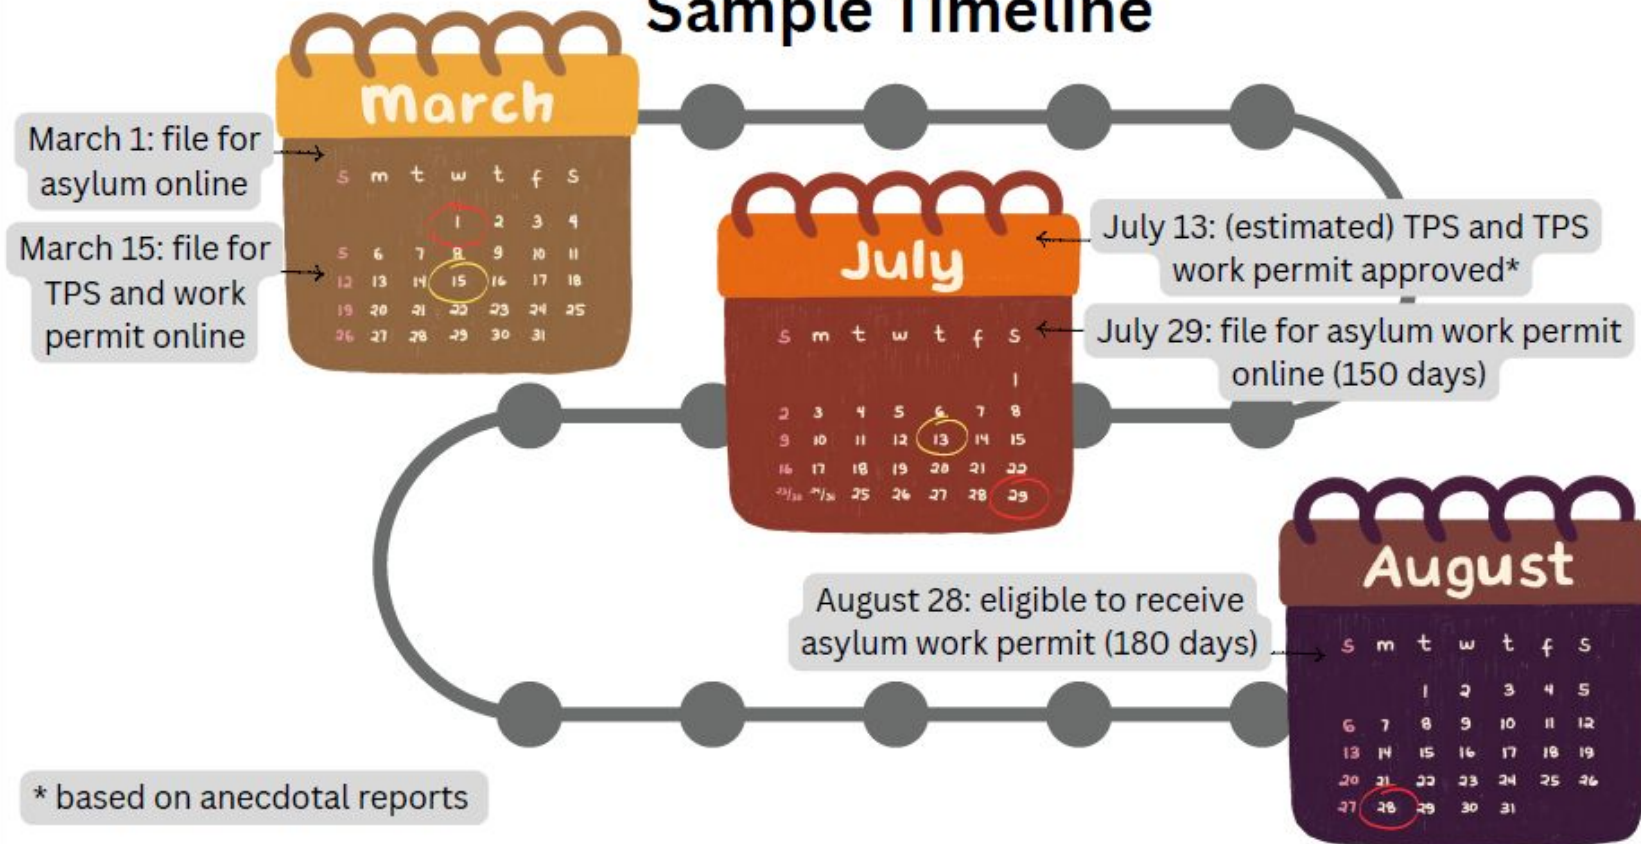 Sample Timeline
March
March 1: file for
asylum online
March 15: file for
TPS and work
permit online
s m t w t f s
1 2 3 4
5 6 7 8 9 10 11
12 13 14 15 16 17 18
19 20 21 22 23 24 25
26 27 28 29 30 31
July
July 13: (estimated) TPS and TPS
work permit approved*
July 29: file for asylum work permit
online (150 days)
s m t w t f s
1
2 3 4 5 6 7 8
9 10 11 12 13 14 15
16 17 18 19 20 21 22
23/30 24/31 25 26 27 28 29
August
August 28: eligible to receive
asylum work permit (180 days)
s m t w t f s
1 2 3 4 5
6 7 8 9 10 11 12
13 14 15 16 17 18 19
20 21 22 23 24 25 26
27 28 29 30 31
* based on anecdotal reports